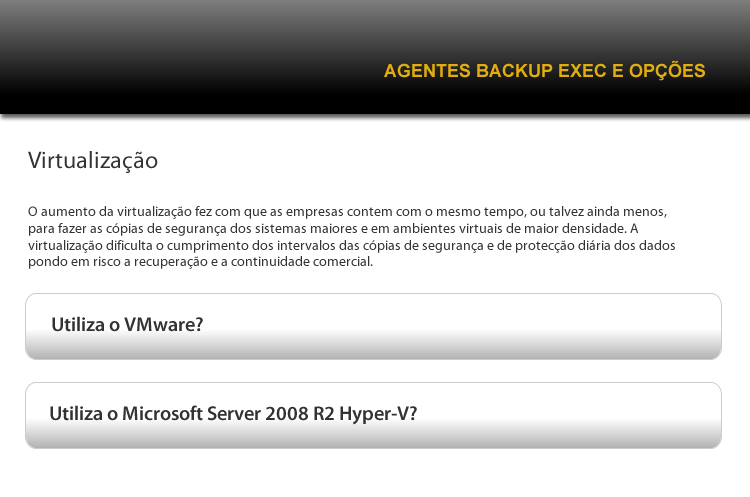 AGENTES BACKUP EXEC E OPÇÕES
Virtualização
O aumento da virtualização fez com que as empresas contem com o mesmo tempo, ou talvez ainda menos,
para fazer as cópias de segurança dos sistemas maiores e em ambientes virtuais de maior densidade. A
virtualização dificulta o cumprimento dos intervalos das cópias de segurança e de protecção diária dos dados
pondo em risco a recuperação e a continuidade comercial.
Utiliza o VMware?
Utiliza o Microsoft Server 2008 R2 Hyper-V?